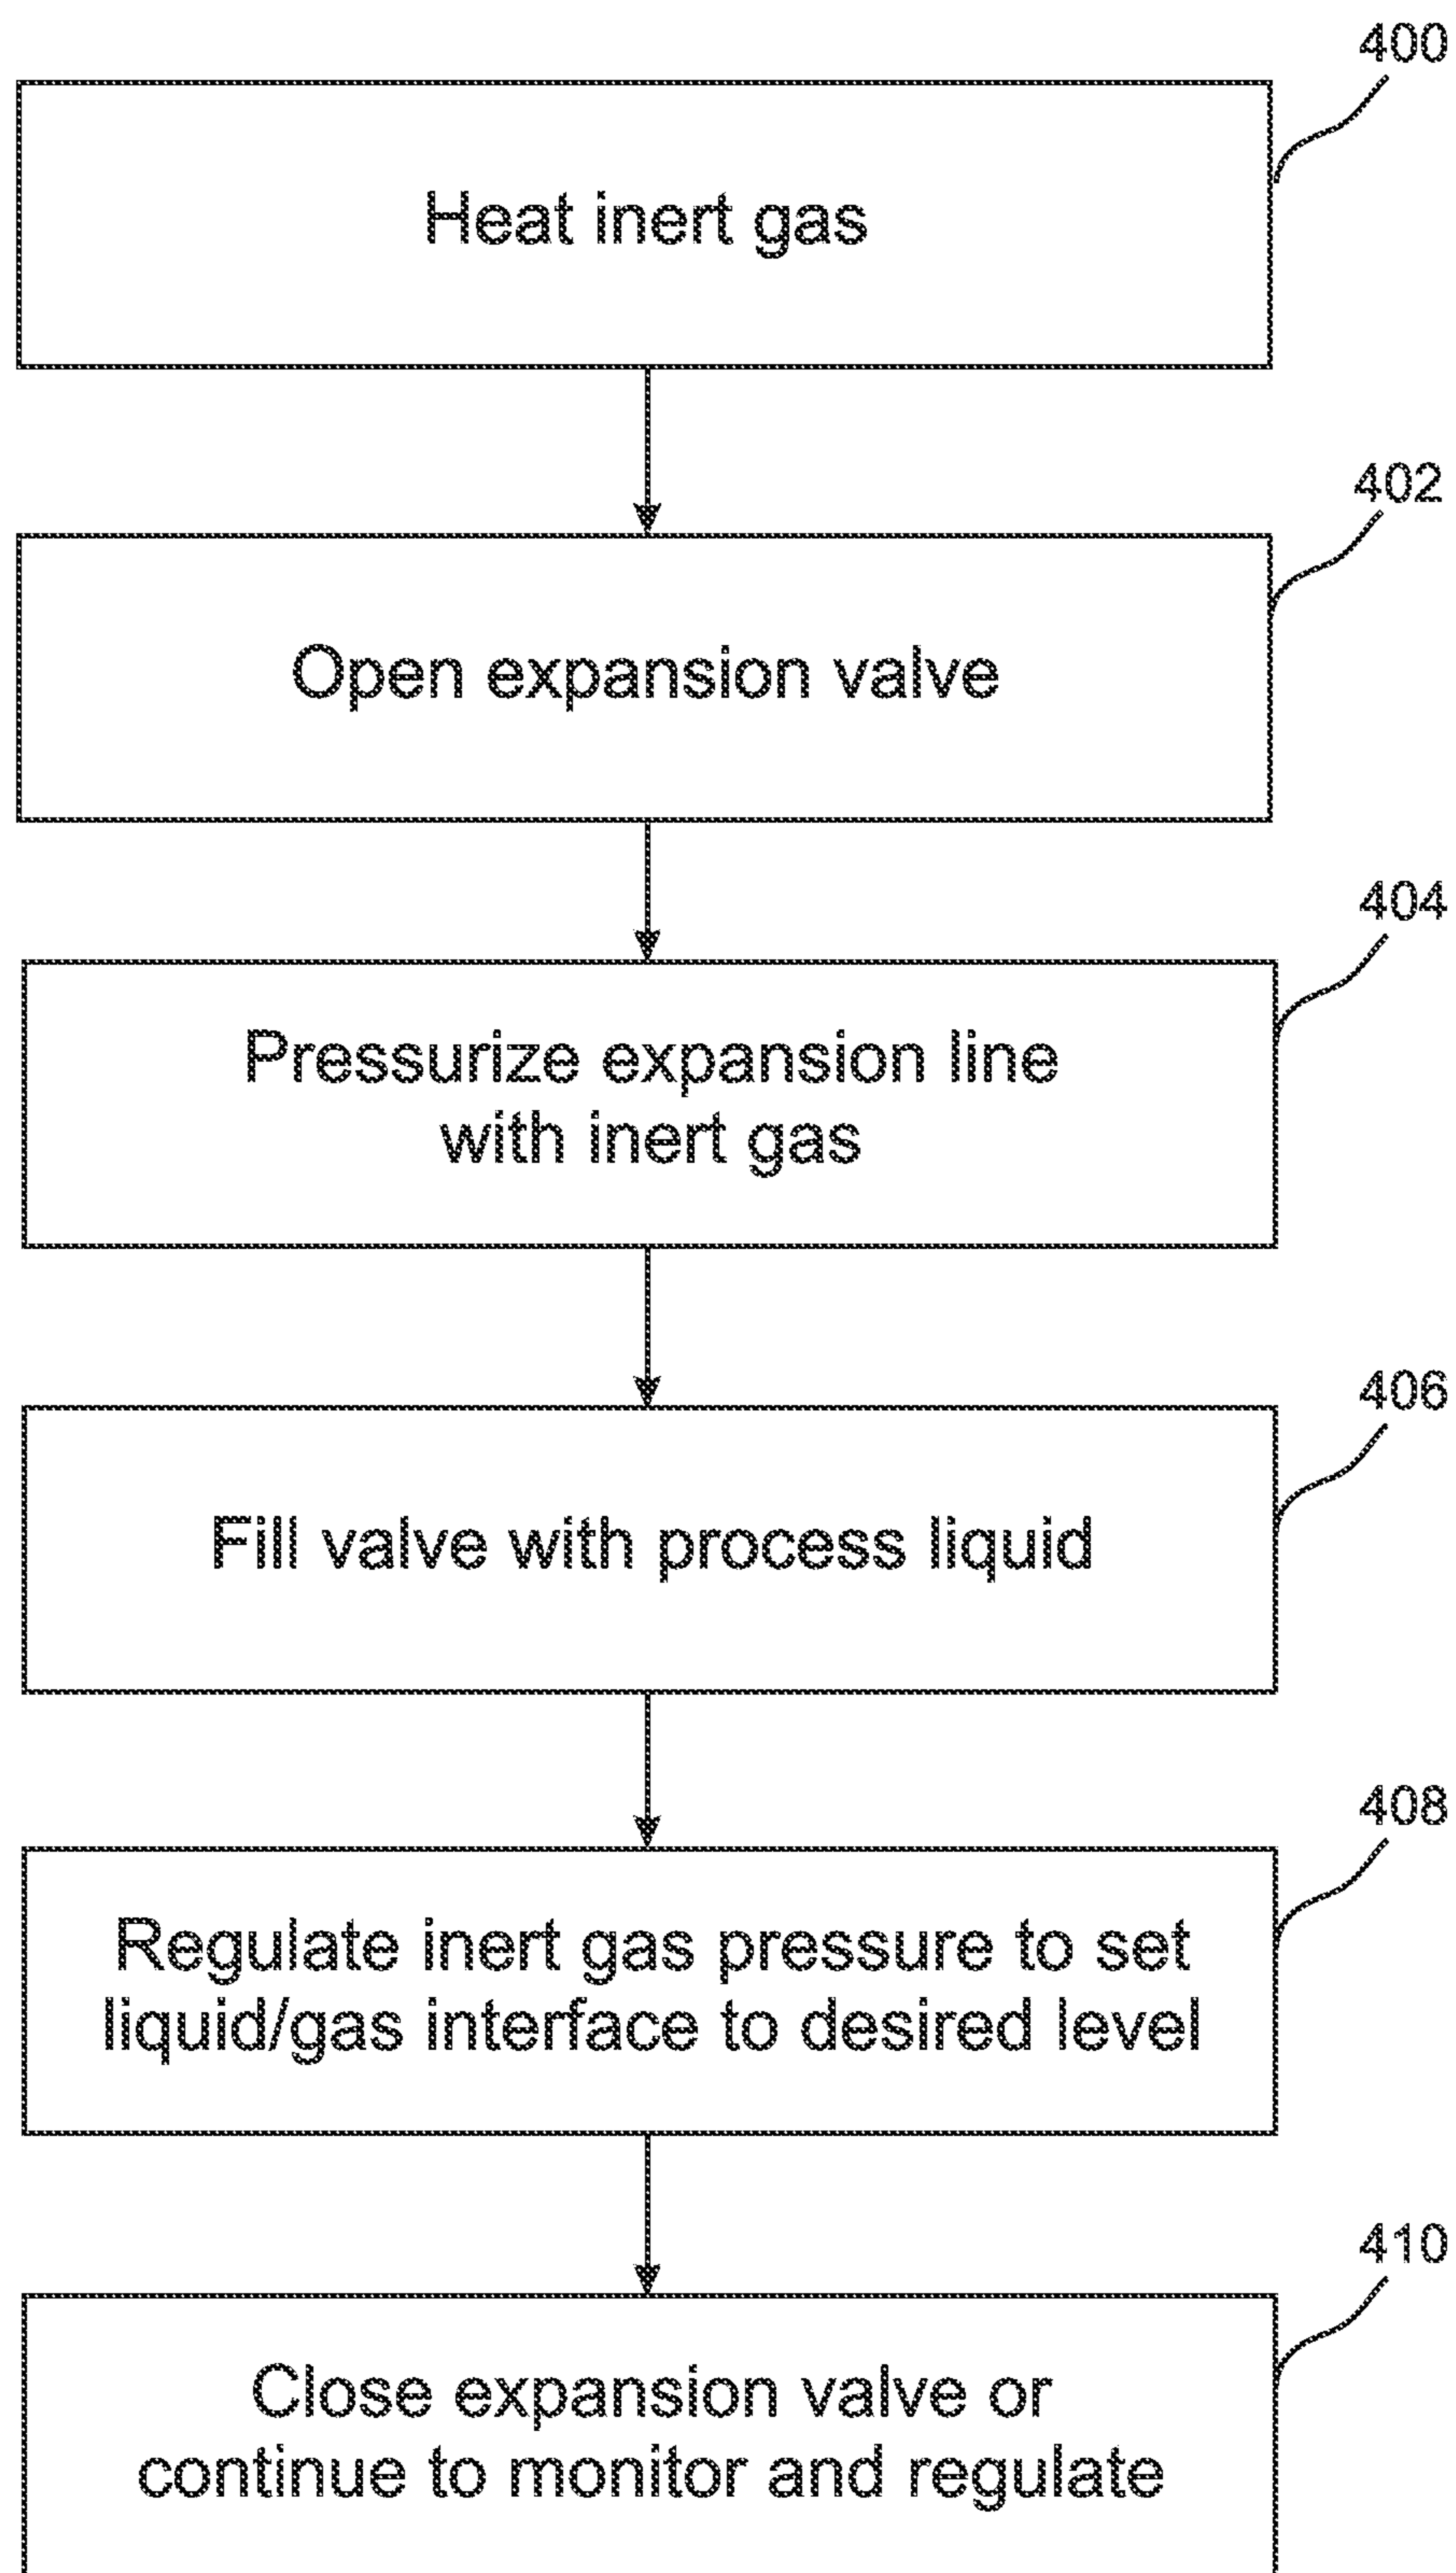 400
Heat inert gas
402
Open expansion valve
404
Pressurize expansion line
with inert gas
406
Fill valve with process liquid
408
Regulate inert gas pressure to set
liquid/gas interface to desired level
410
Close expansion valve or
continue to monitor and regulate